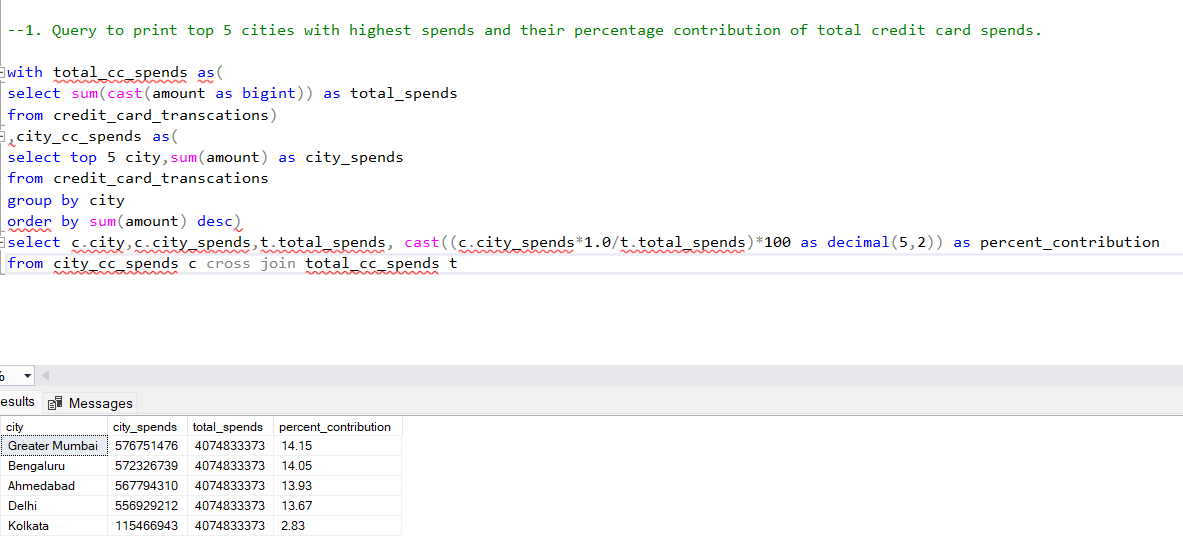 --1. Query to print top 5 cities with highest spends and their percentage contribution of total credit card spends.
with total_cc_spends as(
select sum(cast(amount as bigint)) as total_spends
from credit_card_transcations)
,city_cc_spends as(
select top 5 city,sum(amount) as city_spends
from credit_card_transcations
group by city
order by sum(amount) desc)
select c.city,c.city_spends,t.total_spends, cast((c.city_spends*1.0/t.total_spends)*100 as decimal(5,2)) as percent_contribution
from city_cc_spends c cross join total_cc_spends t
%
esults Messages
city city_spends total_spends percent_contribution
Greater Mumbai 576751476 4074833373 14.15
Bengaluru 572326739 4074833373 14.05
Ahmedabad 567794310 4074833373 13.93
Delhi 556929212 4074833373 13.67
Kolkata 115466943 4074833373 2.83